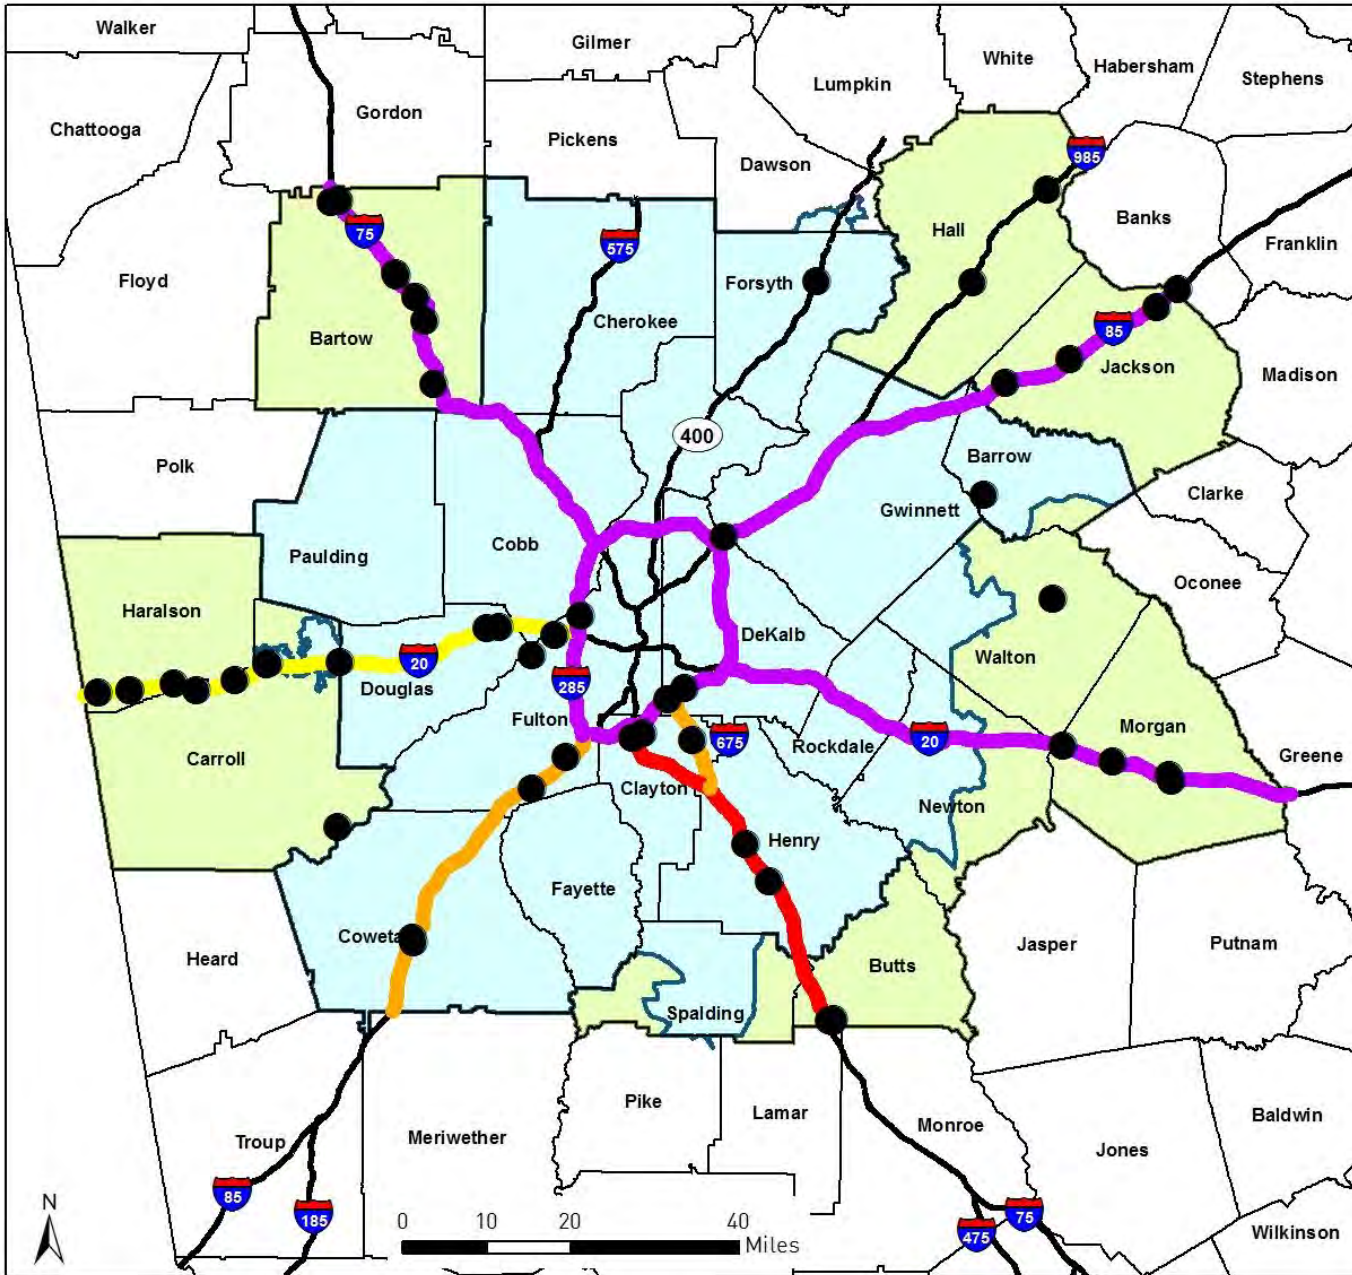 Walker
Gilmer
White
Habersham
Stephens
Lumpkin
Gordon
Chattooga
Pickens
Dawson
985
Banks
Hall
75
575
Franklin
Floyd
Forsyth
Cherokee
85
Bartow
Jackson
Madison
400
Polk
Barrow
Clarke
Gwinnett
Cobb
Paulding
Oconee
Haralson
DeKalb
Walton
20
Douglas
285
Fulton
Morgan
675
20
Rockdale
Greene
Carroll
Clayton
Newton
Henry
Fayette
Coweta
Jasper
Putnam
Heard
Butts
Spalding
Pike
Lamar
Baldwin
Monroe
Troup
Meriwether
Jones
85
N
185
75
0 10 20 40
Miles
475
Wilkinson